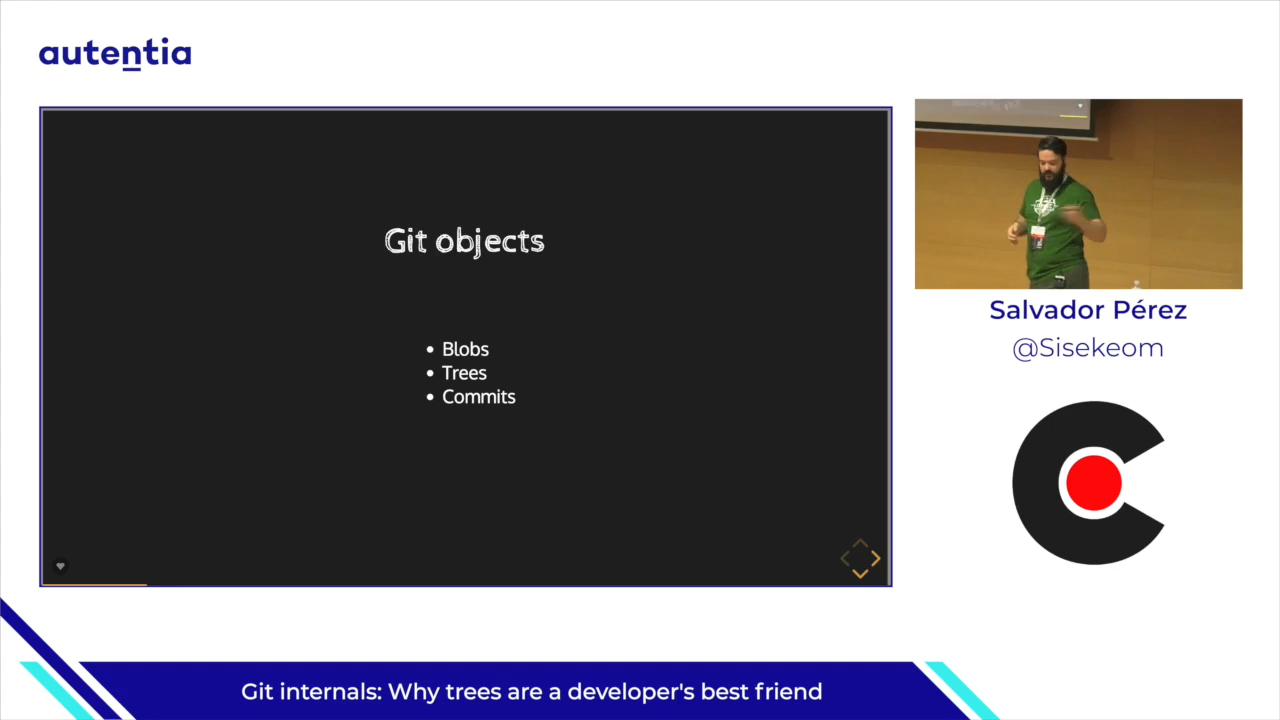 autentia
Git objects
Blobs
Trees
Commits
Salvador Pérez
@Sisekeom
Git internals: Why trees are a developer's best friend